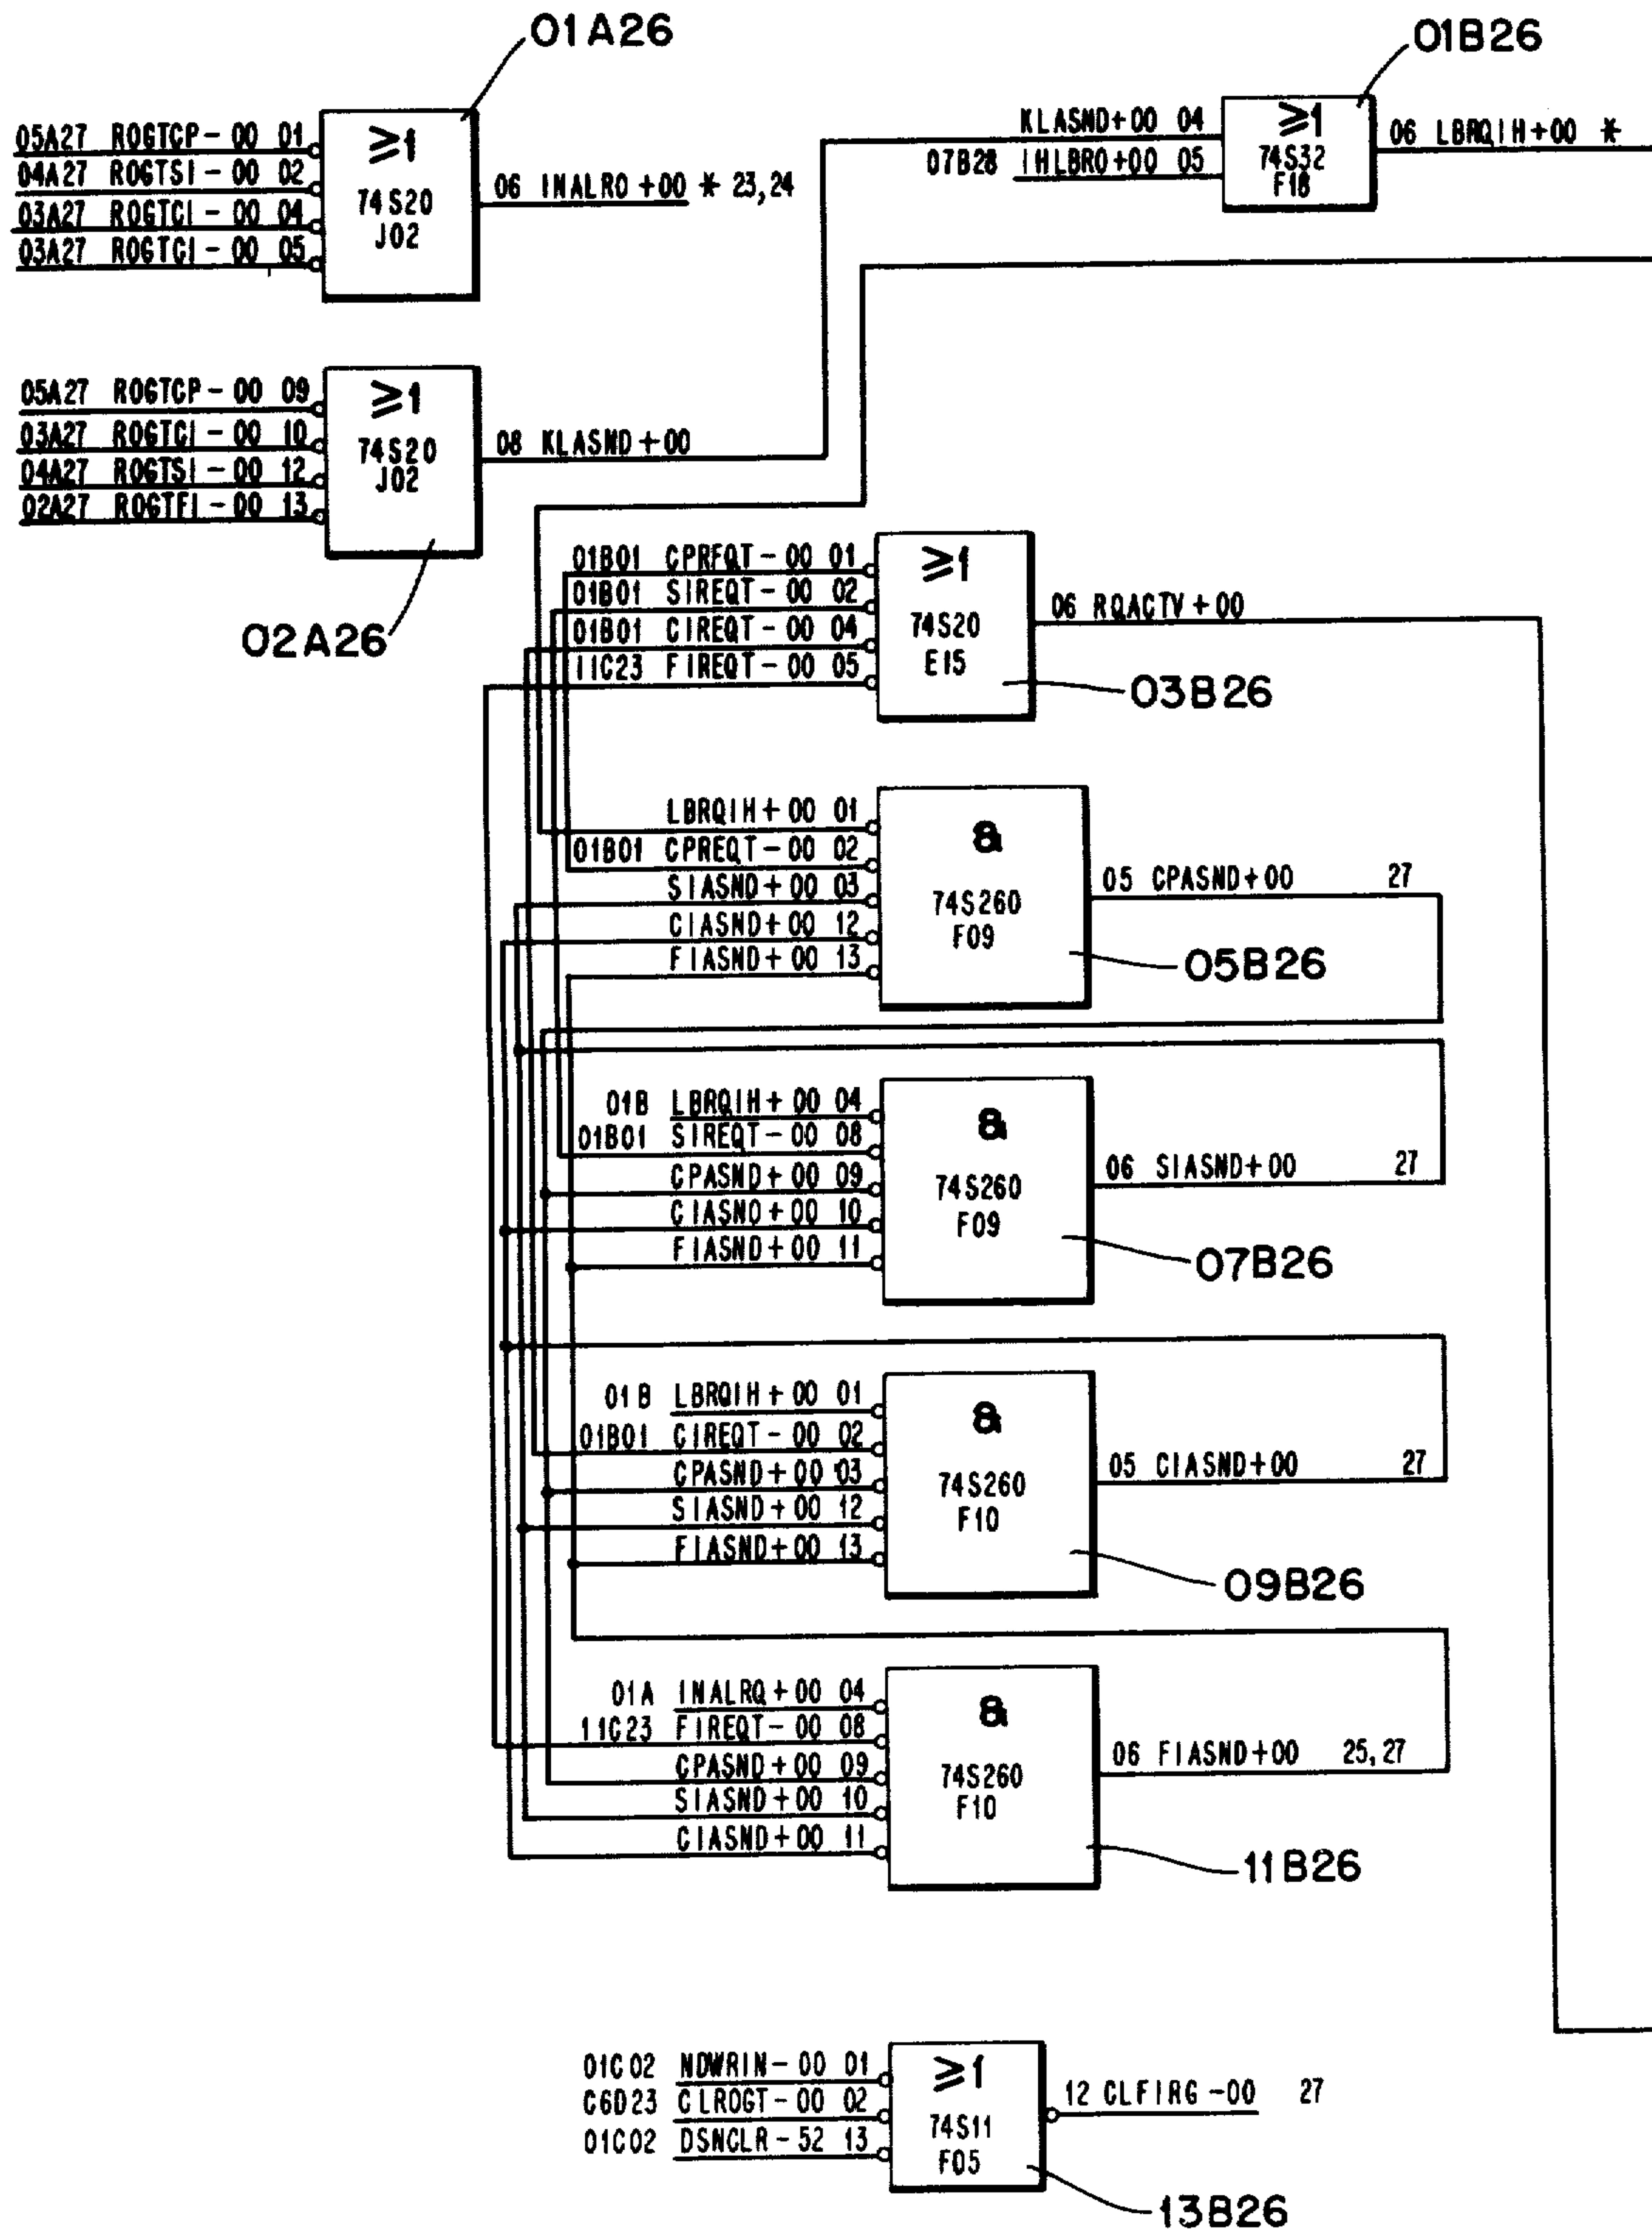 01A26
05A27 ROGTCP-00 01
04A27 ROGTSI-00 02
03A27 ROGTCI-00 04
03A27 ROGTCI-00 05
≥1
74S20
J02
06 INALRO+00 * 23,24
01B26
KLASND+00 04
07B28 IHLBRO+00 05
≥1
74S32
F18
06 LBRQIH+00 *
05A27 ROGTCP-00 09
03A27 ROGTCI-00 10
04A27 ROGTSI-00 12
02A27 ROGTFI-00 13
≥1
74S20
J02
08 KLASND+00
02A26
01B01 CPRFQT-00 01
01B01 SIREQT-00 02
01B01 CIREQT-00 04
11C23 FIREQT-00 05
≥1
74S20
E15
06 RQACTV+00
03B26
LBRQIH+00 01
01B01 CPREQT-00 02
SIASND+00 03
CIASND+00 12
FIASND+00 13
&
74S260
F09
05 CPASND+00 27
05B26
01B LBRQIH+00 04
01B01 SIREQT-00 08
CPASND+00 09
CIASND+00 10
FIASND+00 11
&
74S260
F09
06 SIASND+00 27
07B26
01B LBRQIH+00 01
01B01 CIREQT-00 02
CPASND+00 03
SIASND+00 12
FIASND+00 13
&
74S260
F10
05 CIASND+00 27
09B26
01A INALRQ+00 04
11C23 FIREQT-00 08
CPASND+00 09
SIASND+00 10
CIASND+00 11
&
74S260
F10
06 FIASND+00 25,27
11B26
01C02 NDWRIN-00 01
C6D23 CLROGT-00 02
01C02 DSNCLR-52 13
≥1
74S11
F05
12 CLFIRG-00 27
13B26